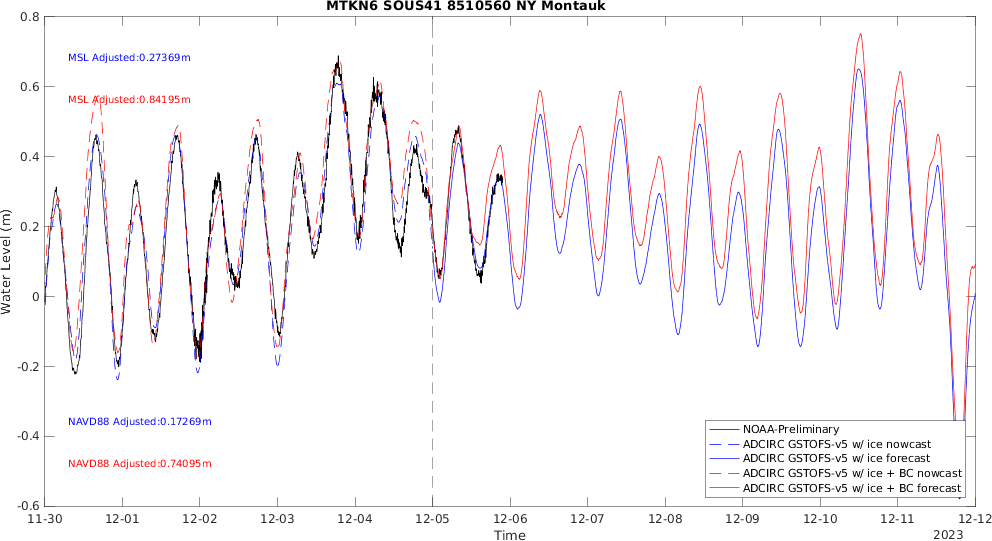 MTKN6 SOUS41 8510560 NY Montauk
0.8
0.6
0.4
0.2
0
-0.2
-0.4
-0.6
Water Level (m)
MSL Adjusted:0.27369m
MSL Adjusted:0.84195m
NAVD88 Adjusted:0.17269m
NAVD88 Adjusted:0.74095m
NOAA-Preliminary
ADCIRC GSTOFS-v5 w/ ice nowcast
ADCIRC GSTOFS-v5 w/ ice forecast
ADCIRC GSTOFS-v5 w/ ice + BC nowcast
ADCIRC GSTOFS-v5 w/ ice + BC forecast
11-30 12-01 12-02 12-03 12-04 12-05 12-06 12-07 12-08 12-09 12-10 12-11 12-12
Time
2023